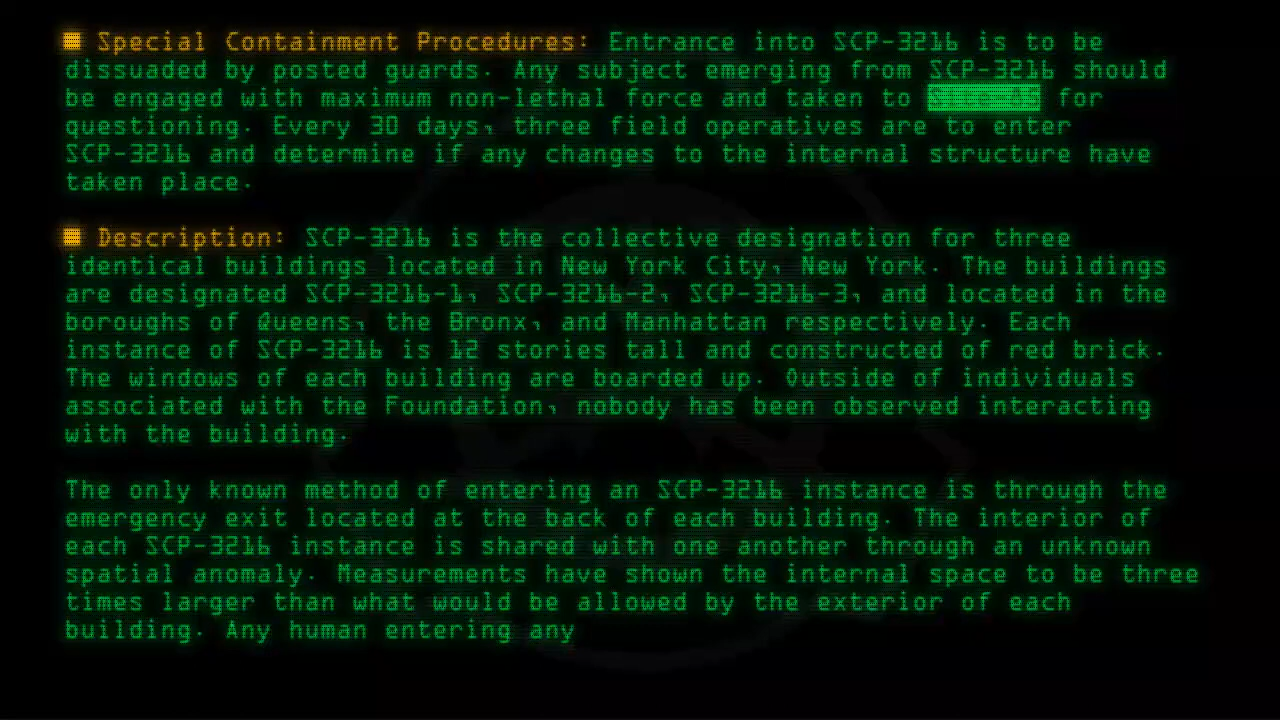 ■ Special Containment Procedures: Entrance into SCP-3216 is to be
dissuaded by posted guards. Any subject emerging from SCP-3216 should
be engaged with maximum non-lethal force and taken to for
questioning. Every 30 days, three field operatives are to enter
SCP-3216 and determine if any changes to the internal structure have
taken place.
■ Description: SCP-3216 is the collective designation for three
identical buildings located in New York City, New York. The buildings
are designated SCP-3216-1, SCP-3216-2, SCP-3216-3, and located in the
boroughs of Queens, the Bronx, and Manhattan respectively. Each
instance of SCP-3216 is 12 stories tall and constructed of red brick.
The windows of each building are boarded up. Outside of individuals
associated with the Foundation, nobody has been observed interacting
with the building.
The only known method of entering an SCP-3216 instance is through the
emergency exit located at the back of each building. The interior of
each SCP-3216 instance is shared with one another through an unknown
spatial anomaly. Measurements have shown the internal space to be three
times larger than what would be allowed by the exterior of each
building. Any human entering any